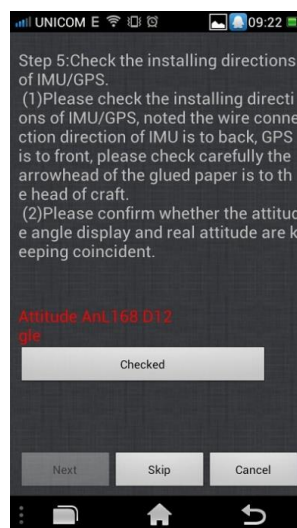 UNICOM E 09:22
Step 5:Check the installing directions
of IMU/GPS.
(1)Please check the installing directi
ons of IMU/GPS, noted the wire conne
ction direction of IMU is to back, GPS
is to front, please check carefully the
arrowhead of the glued paper is to th
e head of craft.
(2)Please confirm whether the attitud
e angle display and real attitude are k
eeping coincident.
Attitude AnL168 D12
gle
Checked
Next Skip Cancel